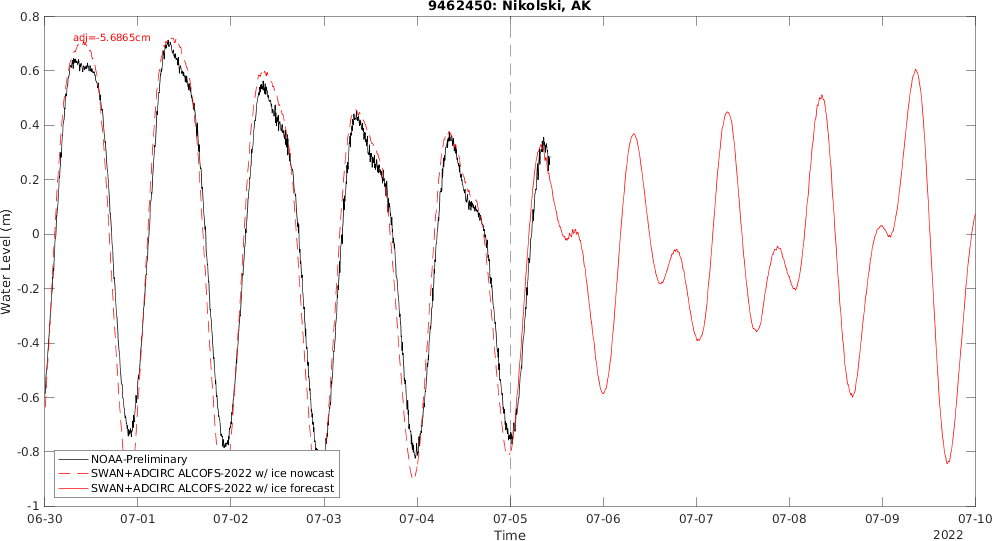 9462450: Nikolski, AK
adj=-5.6865cm
0.8
0.6
0.4
0.2
0
-0.2
-0.4
-0.6
-0.8
-1
Water Level (m)
NOAA-Preliminary
SWAN+ADCIRC ALCOFS-2022 w/ ice nowcast
SWAN+ADCIRC ALCOFS-2022 w/ ice forecast
06-30 07-01 07-02 07-03 07-04 07-05 07-06 07-07 07-08 07-09 07-10
Time
2022